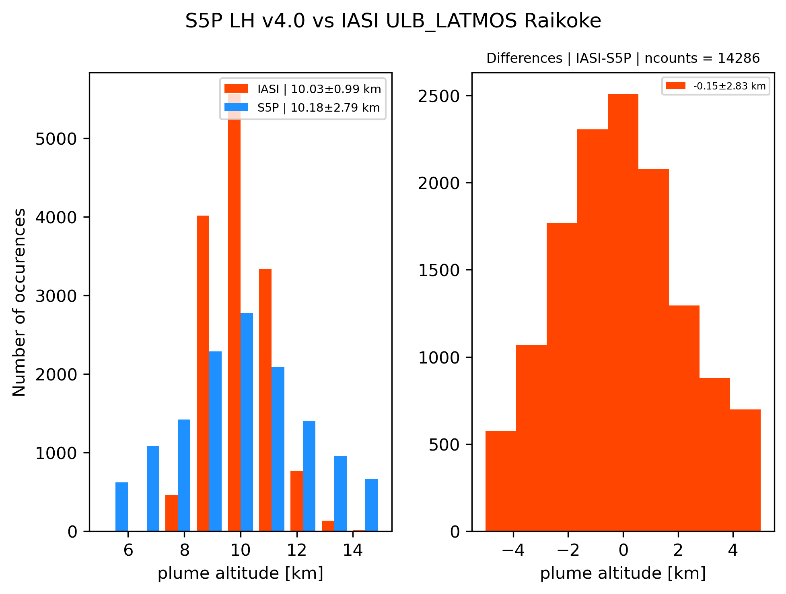 S5P LH v4.0 vs IASI ULB_LATMOS Raikoke
Number of occurences
5000
4000
3000
2000
1000
0
IASI | 10.03±0.99 km
S5P | 10.18±2.79 km
6 8 10 12 14
plume altitude [km]
Differences | IASI-S5P | ncounts = 14286
2500
2000
1500
1000
500
0
-0.15±2.83 km
−4 −2 0 2 4
plume altitude [km]